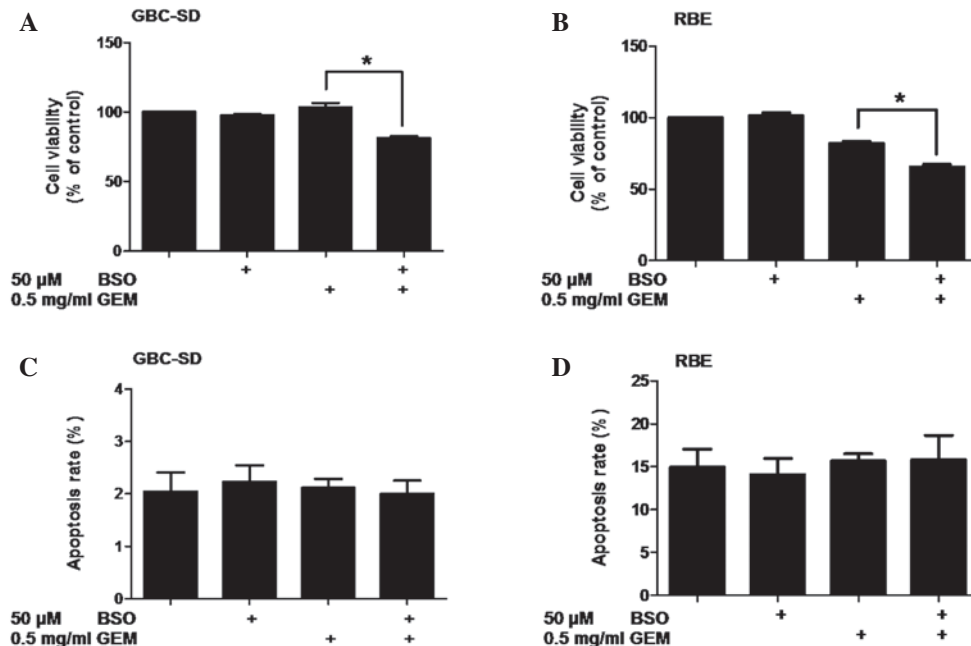 A
GBC-SD
150
100
50
0
Cell viability
(% of control)
*
50 µM BSO + +
0.5 mg/ml GEM + +
B
RBE
150
100
50
0
Cell viability
(% of control)
*
50 µM BSO + +
0.5 mg/ml GEM + +
C
GBC-SD
4
3
2
1
0
Apoptosis rate (%)
50 µM BSO + +
0.5 mg/ml GEM + +
D
RBE
25
20
15
10
5
0
Apoptosis rate (%)
50 µM BSO + +
0.5 mg/ml GEM + +